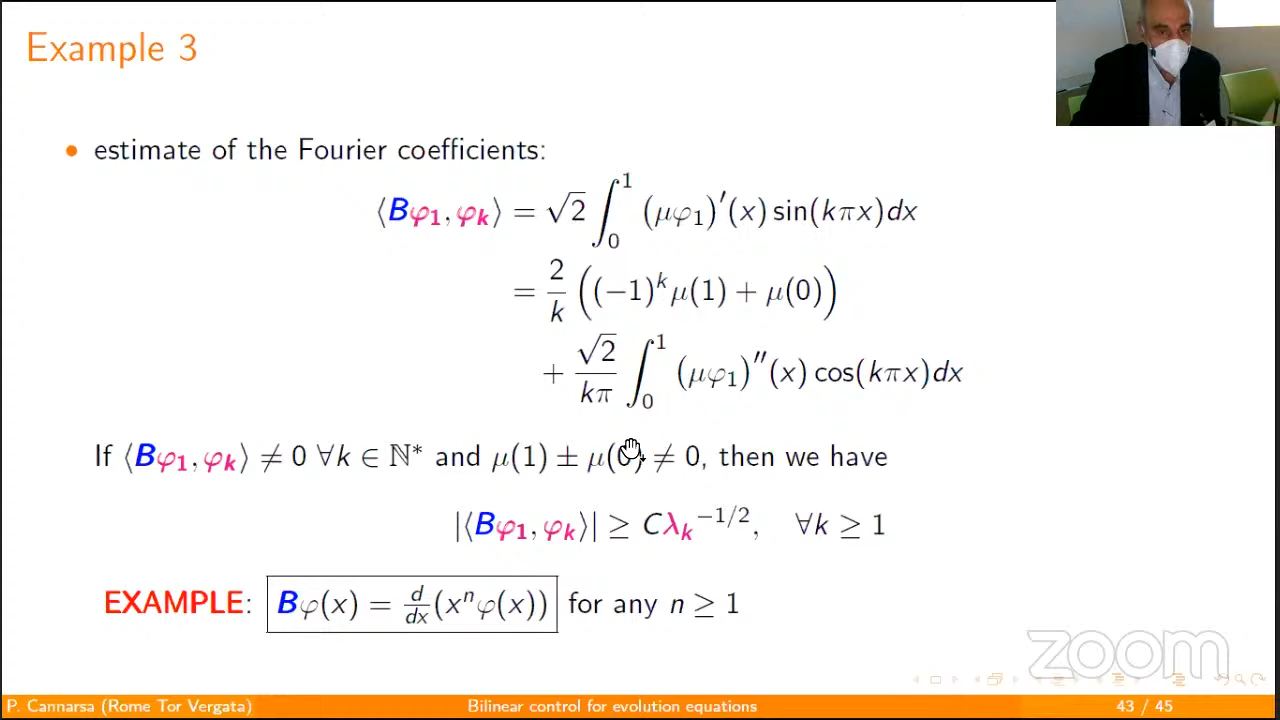 Example 3
• estimate of the Fourier coefficients:
⟨Bφ₁, φₖ⟩ = √2 ∫₀¹ (μφ₁)′(x) sin(kπx)dx
= 2/k ((−1)ᵏμ(1) + μ(0))
+ √2/kπ ∫₀¹ (μφ₁)″(x) cos(kπx)dx
If ⟨Bφ₁, φₖ⟩ ≠ 0 ∀k ∈ ℕ* and μ(1) ± μ(0) ≠ 0, then we have
|⟨Bφ₁, φₖ⟩| ≥ Cλₖ⁻¹/², ∀k ≥ 1
EXAMPLE: Bφ(x) = d/dx (xⁿφ(x)) for any n ≥ 1
zoom
P. Cannarsa (Rome Tor Vergata) Bilinear control for evolution equations 43 / 45